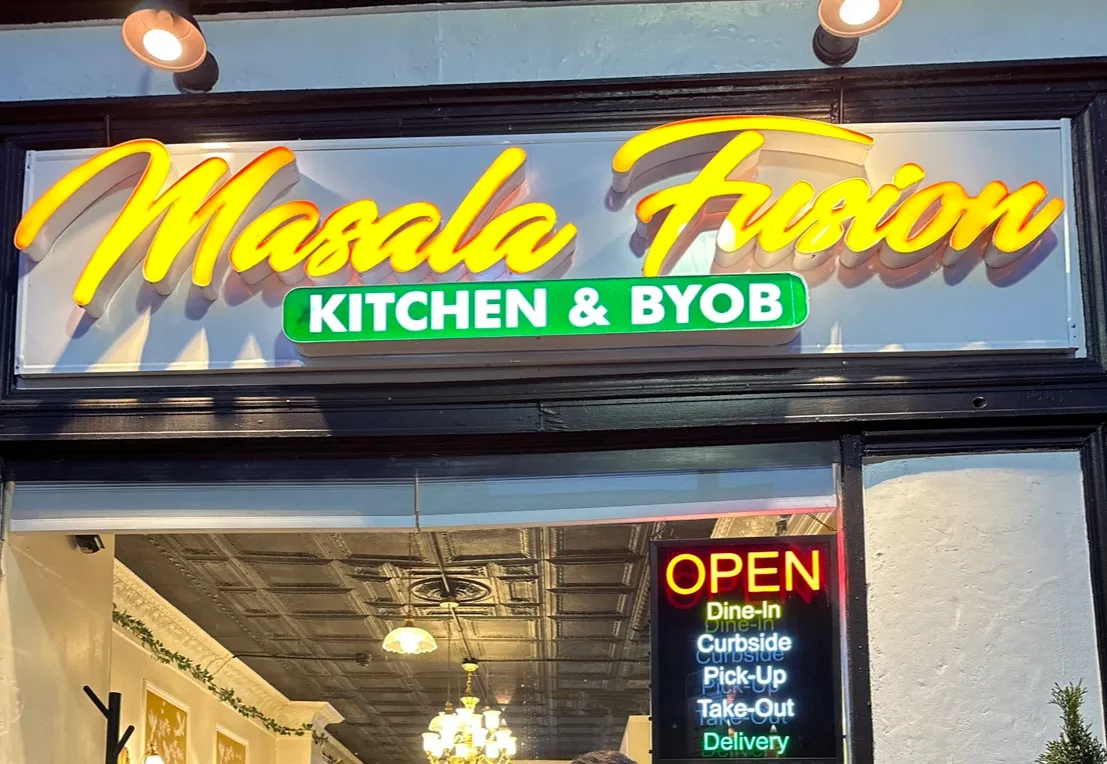 Masala Fusion
KITCHEN & BYOB
OPEN
Dine-In
Curbside
Pick-Up
Take-Out
Delivery